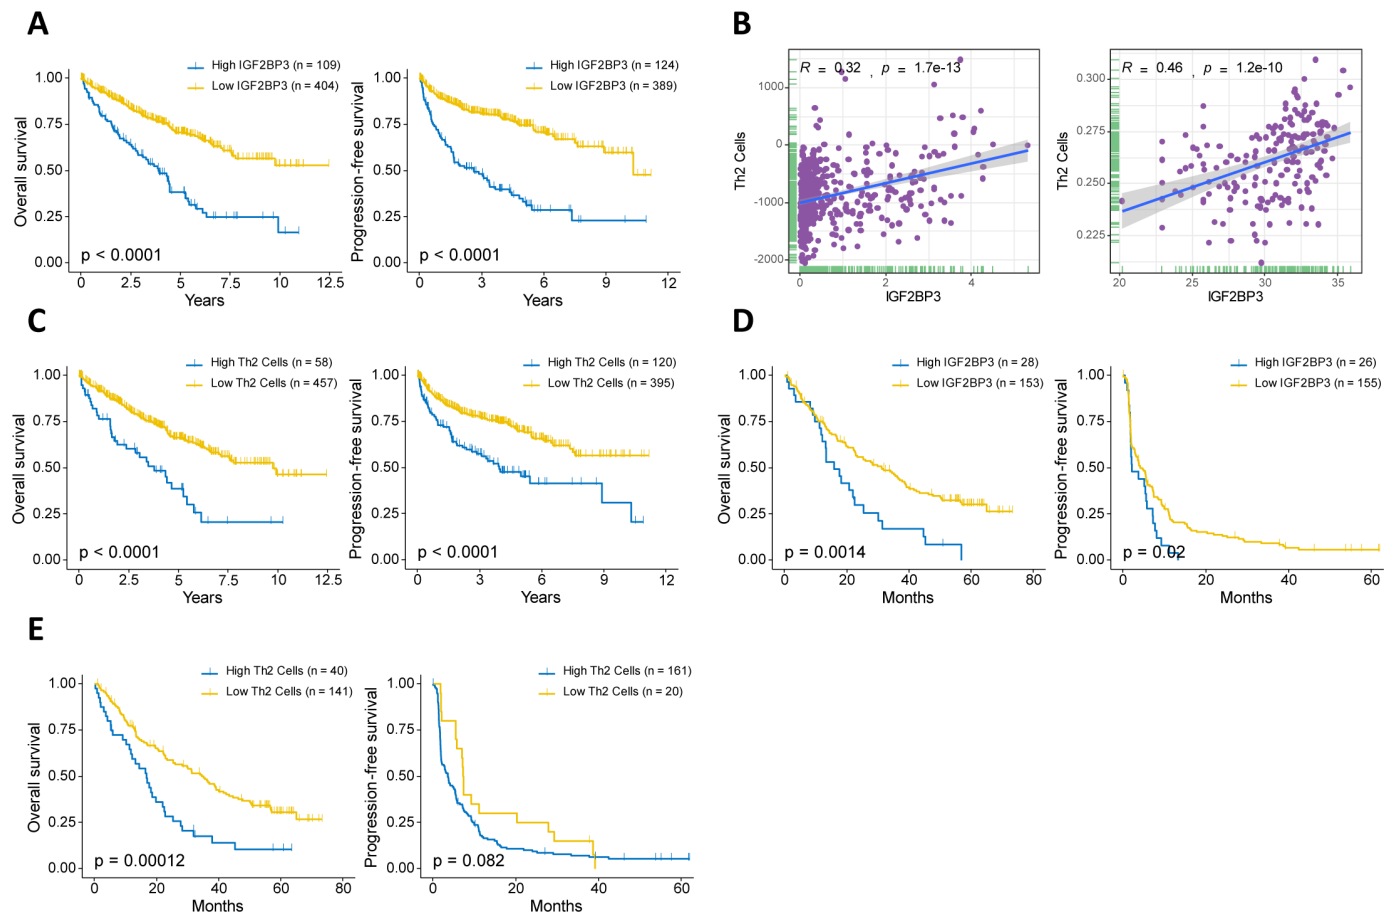 A
High IGF2BP3 (n = 109)
Low IGF2BP3 (n = 404)
Overall survival
1.00
0.75
0.50
0.25
0.00
p < 0.0001
0 2.5 5 7.5 10 12.5
Years
High IGF2BP3 (n = 124)
Low IGF2BP3 (n = 389)
Progression-free survival
1.00
0.75
0.50
0.25
0.00
p < 0.0001
0 3 6 9 12
Years
B
R = 0.32 , p = 1.7e-13
Th2 Cells
1000
0
-1000
-2000
0 2 4
IGF2BP3
R = 0.46 , p = 1.2e-10
Th2 Cells
0.300
0.275
0.250
0.225
20 25 30 35
IGF2BP3
C
High Th2 Cells (n = 58)
Low Th2 Cells (n = 457)
Overall survival
1.00
0.75
0.50
0.25
0.00
p < 0.0001
0 2.5 5 7.5 10 12.5
Years
High Th2 Cells (n = 120)
Low Th2 Cells (n = 395)
Progression-free survival
1.00
0.75
0.50
0.25
0.00
p < 0.0001
0 3 6 9 12
Years
D
High IGF2BP3 (n = 28)
Low IGF2BP3 (n = 153)
Overall survival
1.00
0.75
0.50
0.25
0.00
p = 0.0014
0 20 40 60 80
Months
High IGF2BP3 (n = 26)
Low IGF2BP3 (n = 155)
Progression-free survival
1.00
0.75
0.50
0.25
0.00
p = 0.02
0 20 40 60
Months
E
High Th2 Cells (n = 40)
Low Th2 Cells (n = 141)
Overall survival
1.00
0.75
0.50
0.25
0.00
p = 0.00012
0 20 40 60 80
Months
High Th2 Cells (n = 161)
Low Th2 Cells (n = 20)
Progression-free survival
1.00
0.75
0.50
0.25
0.00
p = 0.082
0 20 40 60
Months